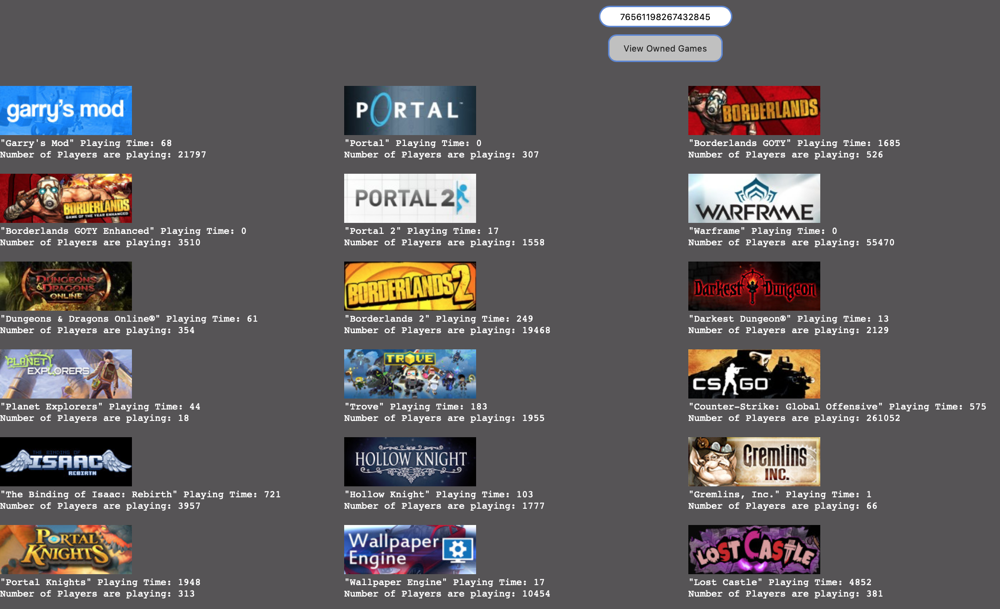 76561198267432845
View Owned Games
garry's mod
PORTAL™
BORDERLANDS
"Garry's Mod" Playing Time: 68
Number of Players are playing: 21797
"Portal" Playing Time: 0
Number of Players are playing: 307
"Borderlands GOTY" Playing Time: 1685
Number of Players are playing: 526
BORDERLANDS
GAME OF THE YEAR ENHANCED
PORTAL 2
WARFRAME
"Borderlands GOTY Enhanced" Playing Time: 0
Number of Players are playing: 3510
"Portal 2" Playing Time: 17
Number of Players are playing: 1558
"Warframe" Playing Time: 0
Number of Players are playing: 55470
DUNGEONS
& DRAGONS
ONLINE
BORDERLANDS 2
Darkest Dungeon
"Dungeons & Dragons Online®" Playing Time: 61
Number of Players are playing: 354
"Borderlands 2" Playing Time: 249
Number of Players are playing: 19468
"Darkest Dungeon®" Playing Time: 13
Number of Players are playing: 2129
PLANET
EXPLORERS
TROVE
CS GO
"Planet Explorers" Playing Time: 44
Number of Players are playing: 18
"Trove" Playing Time: 183
Number of Players are playing: 1955
"Counter-Strike: Global Offensive" Playing Time: 575
Number of Players are playing: 261052
THE BINDING OF
ISAAC
REBIRTH
HOLLOW KNIGHT
Gremlins
INC.
"The Binding of Isaac: Rebirth" Playing Time: 721
Number of Players are playing: 3957
"Hollow Knight" Playing Time: 103
Number of Players are playing: 1777
"Gremlins, Inc." Playing Time: 1
Number of Players are playing: 66
PORTAL
KNIGHTS
Wallpaper
Engine
LOST CASTLE
"Portal Knights" Playing Time: 1948
Number of Players are playing: 313
"Wallpaper Engine" Playing Time: 17
Number of Players are playing: 10454
"Lost Castle" Playing Time: 4852
Number of Players are playing: 381